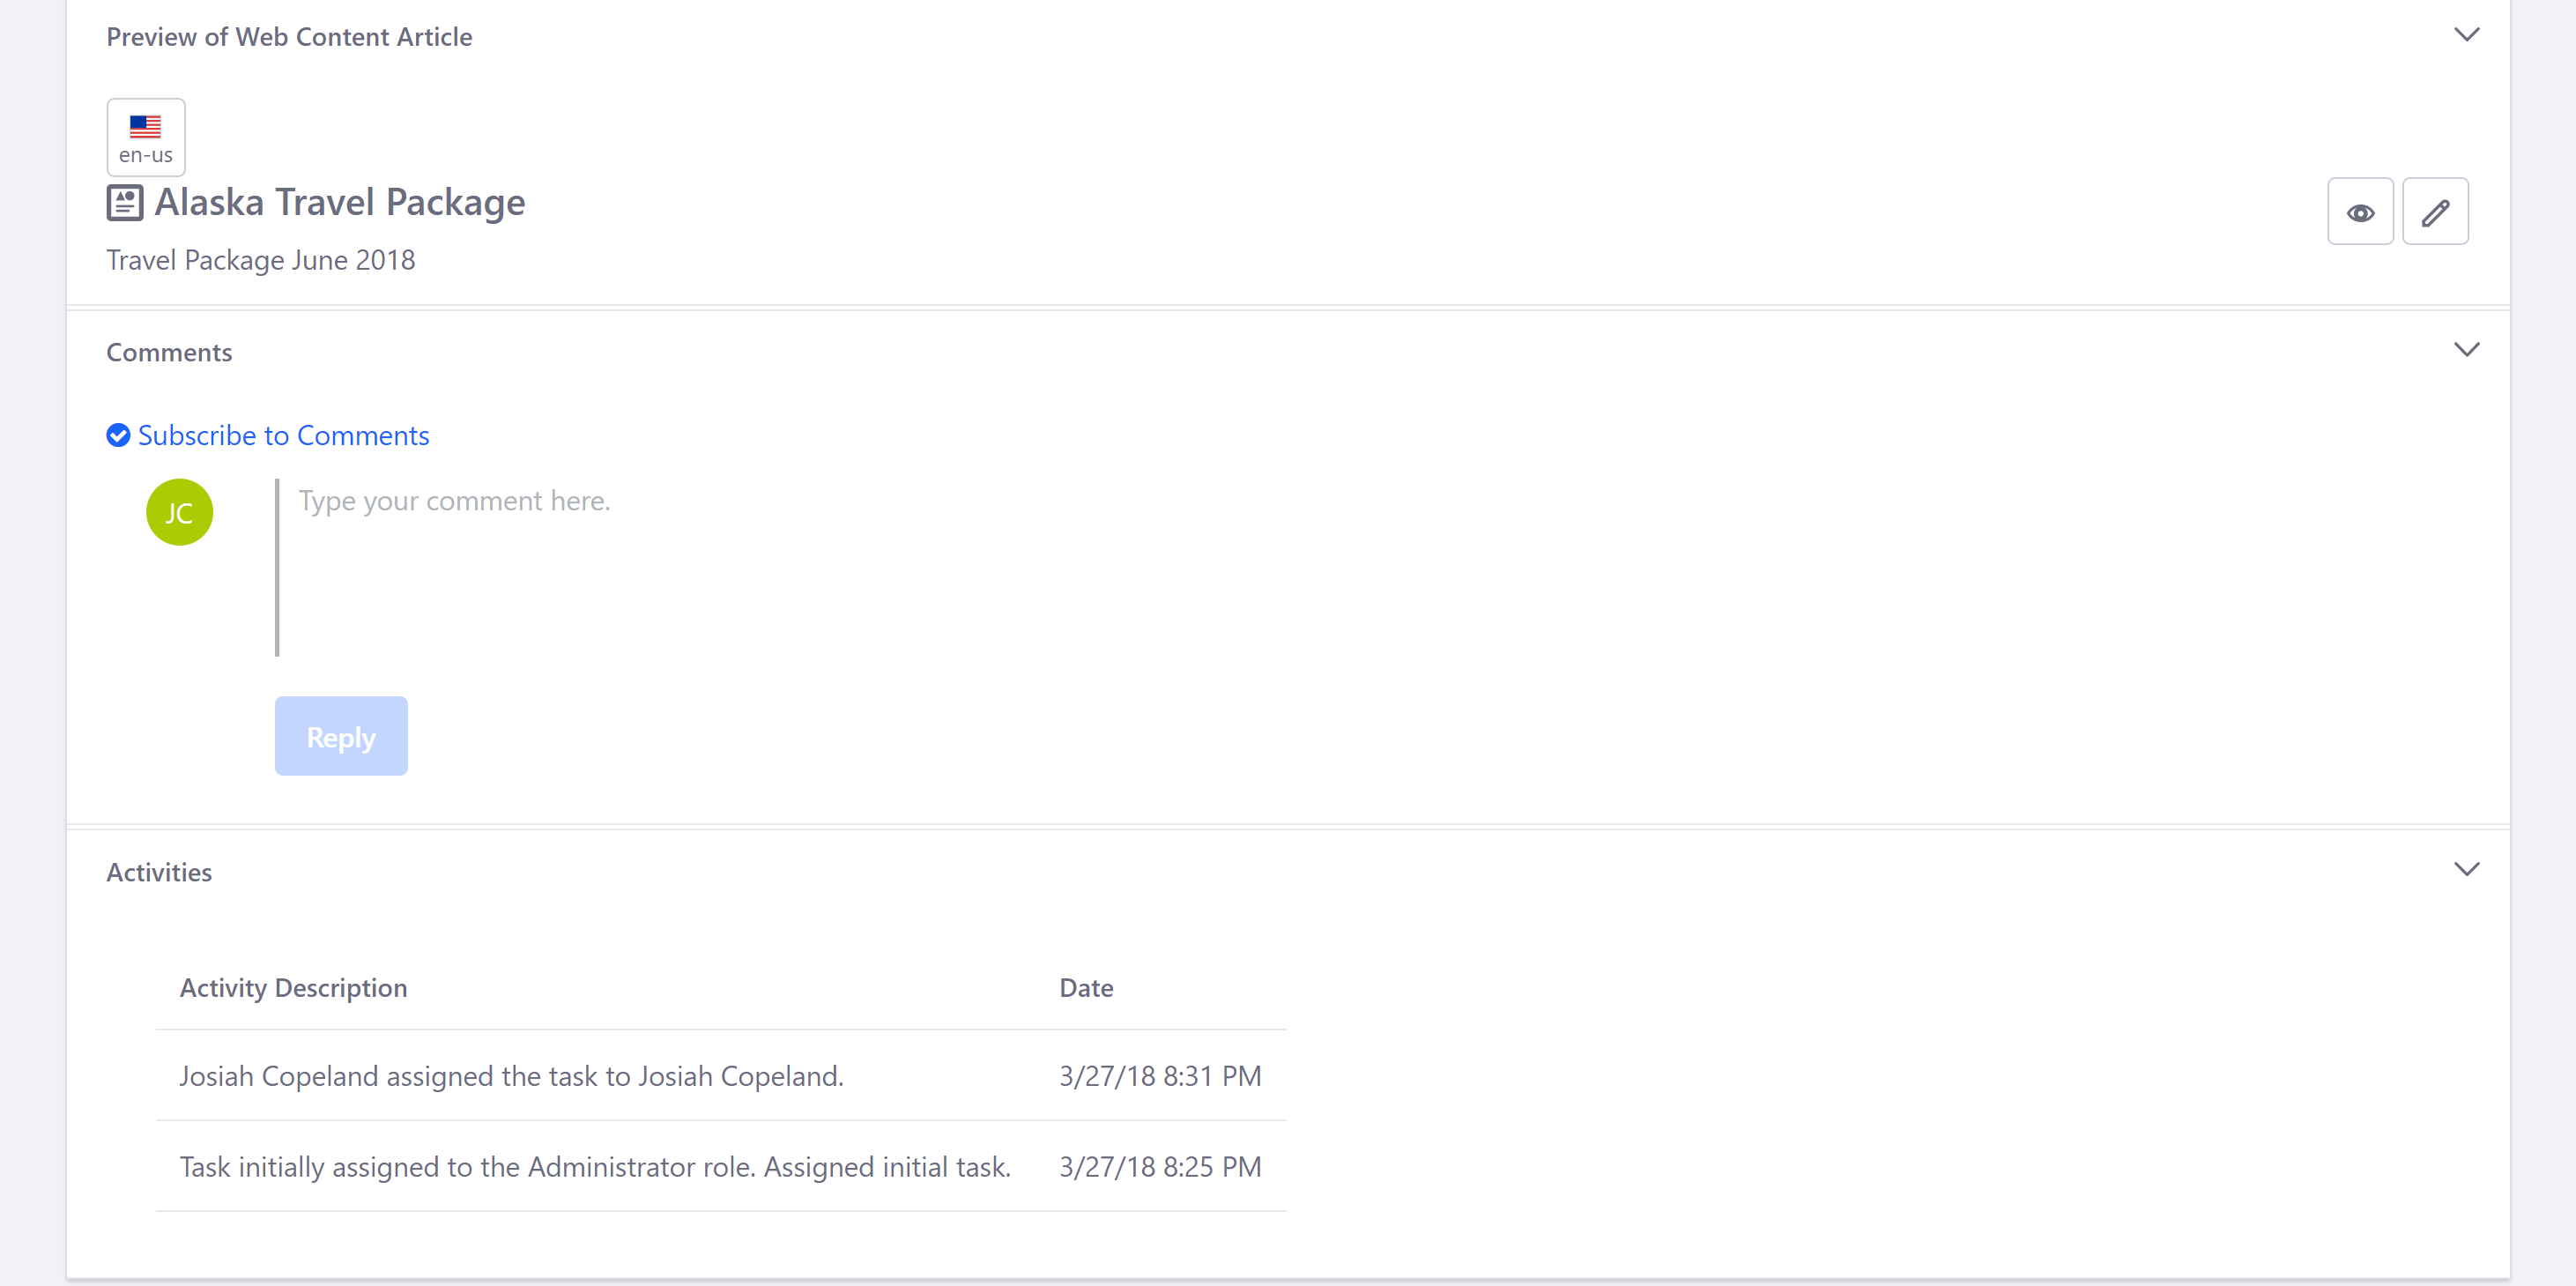 Preview of Web Content Article
en-us
Alaska Travel Package
Travel Package June 2018
Comments
Subscribe to Comments
JC
Type your comment here.
Reply
Activities
Activity Description Date
Josiah Copeland assigned the task to Josiah Copeland. 3/27/18 8:31 PM
Task initially assigned to the Administrator role. Assigned initial task. 3/27/18 8:25 PM